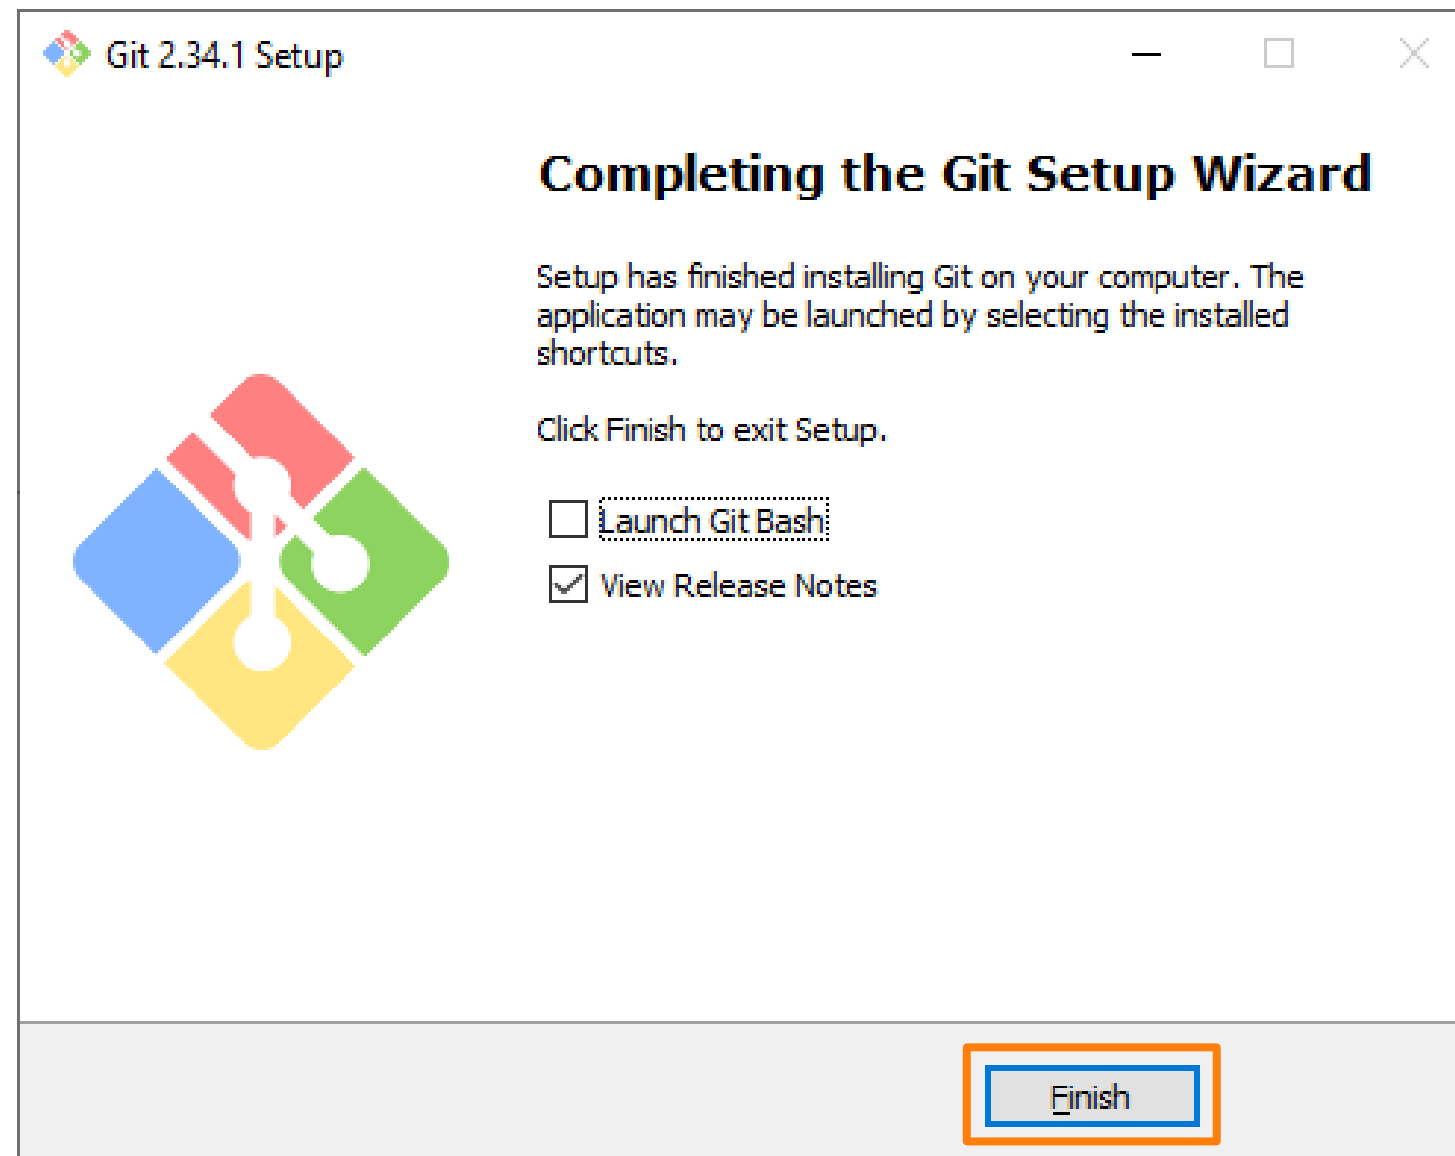 Git 2.34.1 Setup
Completing the Git Setup Wizard
Setup has finished installing Git on your computer. The
application may be launched by selecting the installed
shortcuts.
Click Finish to exit Setup.
Launch Git Bash
View Release Notes
Finish